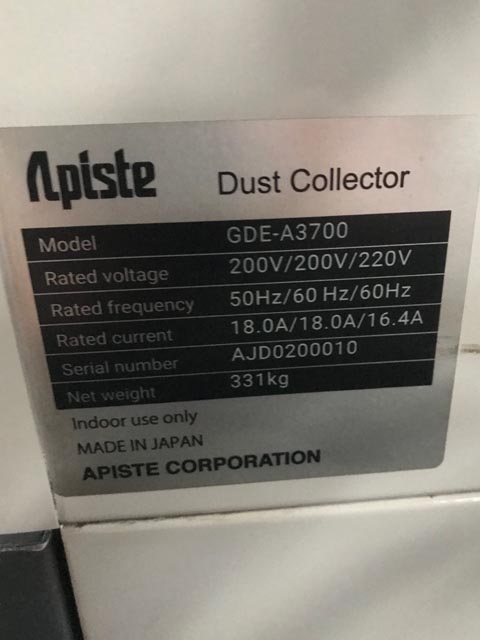 Apiste Dust Collector
Model GDE-A3700
Rated voltage 200V/200V/220V
Rated frequency 50Hz/60 Hz/60Hz
Rated current 18.0A/18.0A/16.4A
Serial number AJD0200010
Net weight 331kg
Indoor use only
MADE IN JAPAN
APISTE CORPORATION